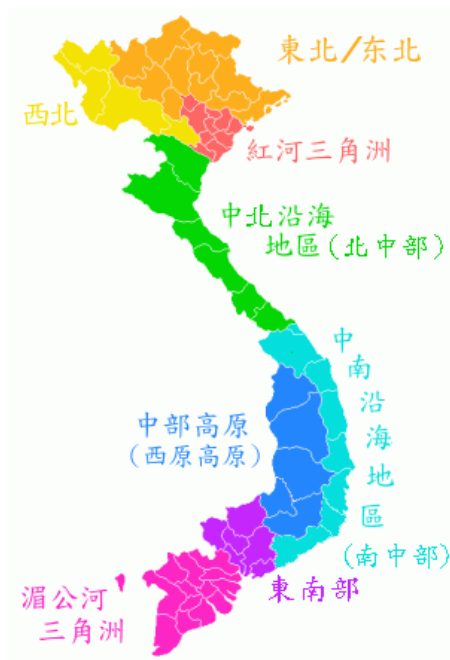 東北/东北
西北
紅河三角洲
中北沿海
地區(北中部)
中南沿海地區
(南中部)
中部高原
(西原高原)
東南部
湄公河
三角洲